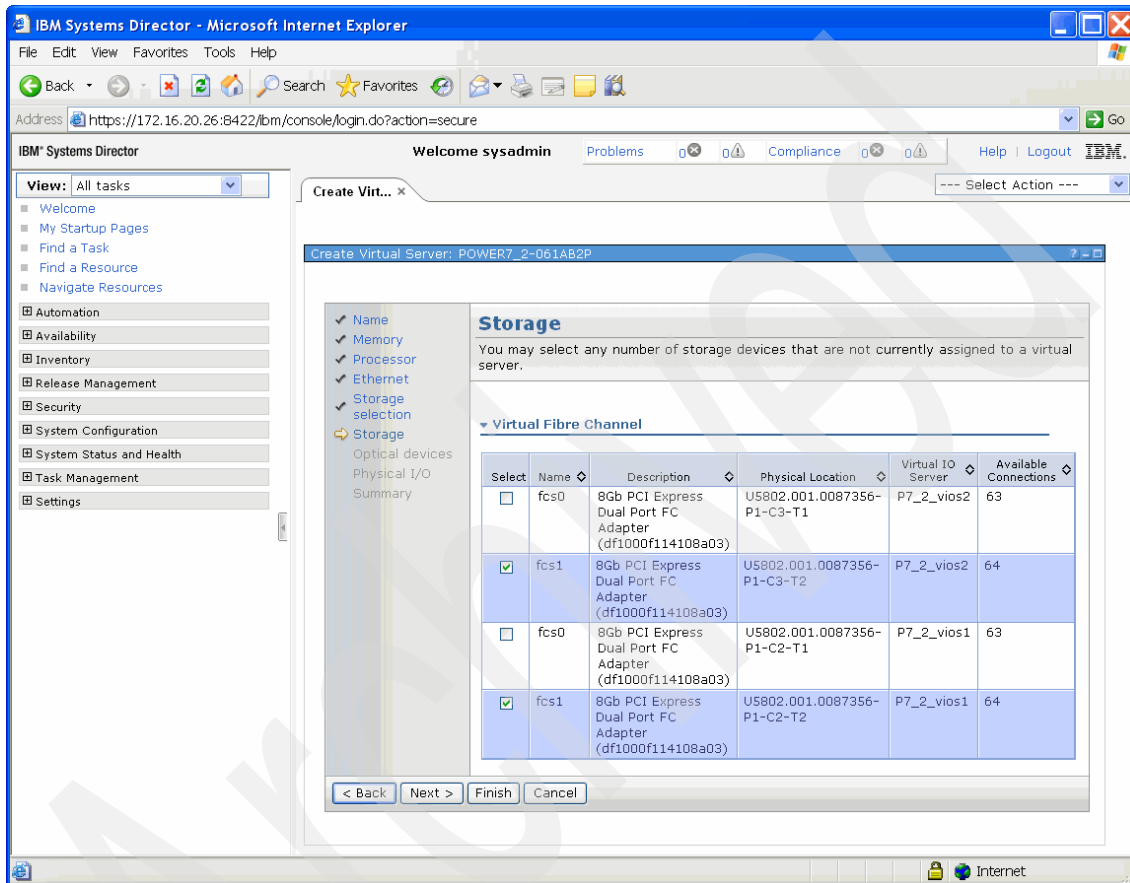 IBM Systems Director - Microsoft Internet Explorer
File Edit View Favorites Tools Help
Back Search Favorites
Address https://172.16.20.26:8422/ibm/console/login.do?action=secure Go
IBM® Systems Director Welcome sysadmin Problems 0 0 Compliance 0 0 Help | Logout IBM.
View: All tasks
Create Virt... × --- Select Action ---
Welcome
My Startup Pages
Find a Task
Find a Resource
Navigate Resources
Automation
Availability
Inventory
Release Management
Security
System Configuration
System Status and Health
Task Management
Settings
Create Virtual Server: POWER7_2-061AB2P
Name
Memory
Processor
Ethernet
Storage
selection
Storage
Optical devices
Physical I/O
Summary
Storage
You may select any number of storage devices that are not currently assigned to a virtual
server.
Virtual Fibre Channel
Select Name Description Physical Location Virtual IO Server Available Connections
fcs0 8Gb PCI Express Dual Port FC Adapter (df1000f114108a03) U5802.001.0087356-P1-C3-T1 P7_2_vios2 63
fcs1 8Gb PCI Express Dual Port FC Adapter (df1000f114108a03) U5802.001.0087356-P1-C3-T2 P7_2_vios2 64
fcs0 8Gb PCI Express Dual Port FC Adapter (df1000f114108a03) U5802.001.0087356-P1-C2-T1 P7_2_vios1 63
fcs1 8Gb PCI Express Dual Port FC Adapter (df1000f114108a03) U5802.001.0087356-P1-C2-T2 P7_2_vios1 64
< Back Next > Finish Cancel
Internet
Archived